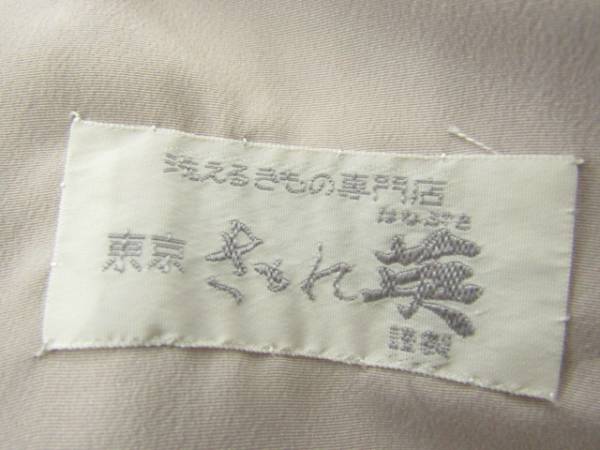 洗えるきもの専門店
はなぶさ
東京 きもの英
謹製